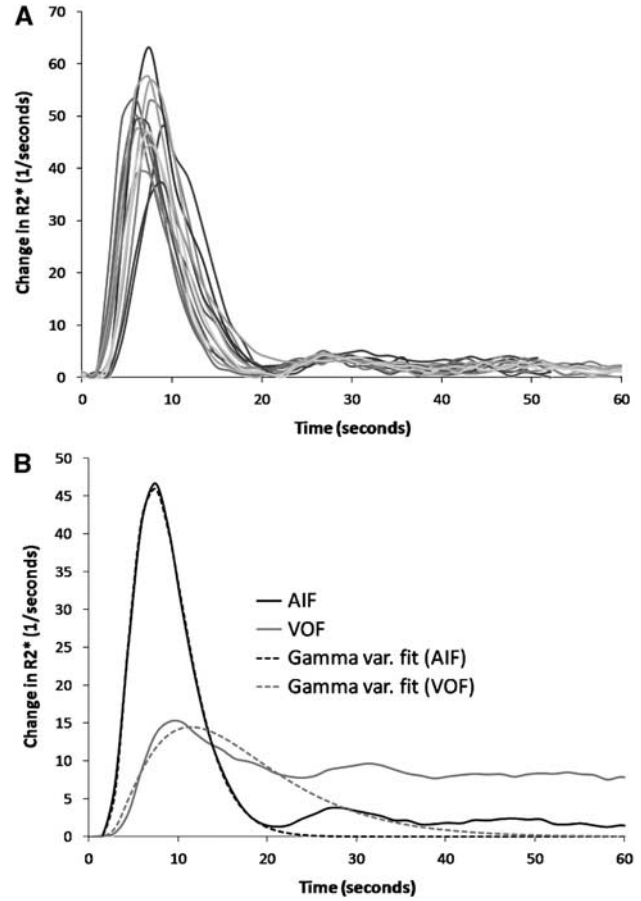 A
Change in R2* (1/seconds)
70
60
50
40
30
20
10
0
0 10 20 30 40 50 60
Time (seconds)
B
Change in R2* (1/seconds)
50
45
40
35
30
25
20
15
10
5
0
AIF
VOF
Gamma var. fit (AIF)
Gamma var. fit (VOF)
0 10 20 30 40 50 60
Time (seconds)